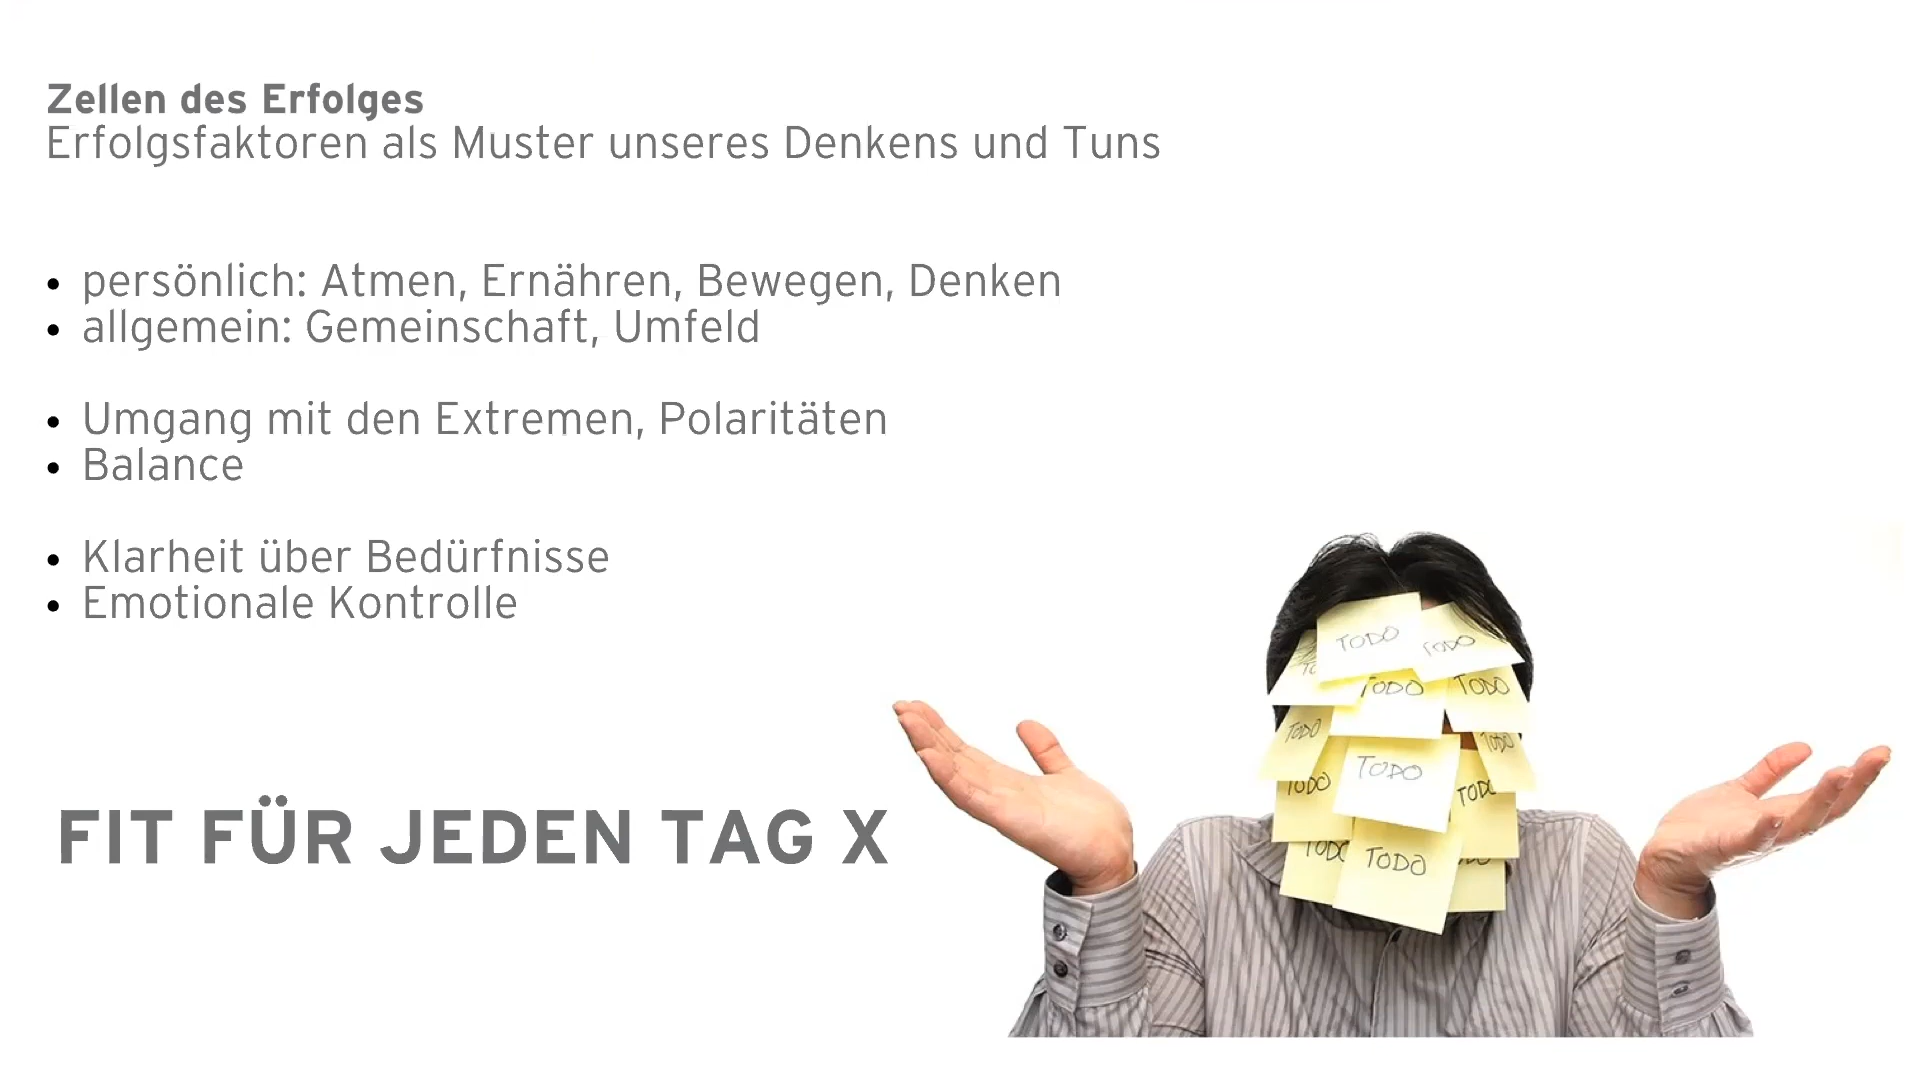 Zellen des Erfolges
Erfolgsfaktoren als Muster unseres Denkens und Tuns
• persönlich: Atmen, Ernähren, Bewegen, Denken
• allgemein: Gemeinschaft, Umfeld
• Umgang mit den Extremen, Polaritäten
• Balance
• Klarheit über Bedürfnisse
• Emotionale Kontrolle
FIT FÜR JEDEN TAG X
TODO TODO
TODO TODO
TODO TODO
TODO TODO TODO
TODO TODO